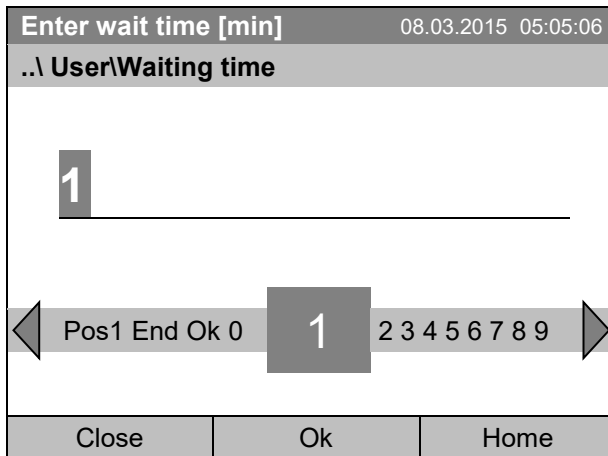 Enter wait time [min] 08.03.2015 05:05:06
..\ User\Waiting time
1
Pos1 End Ok 0 1 2 3 4 5 6 7 8 9
Close Ok Home